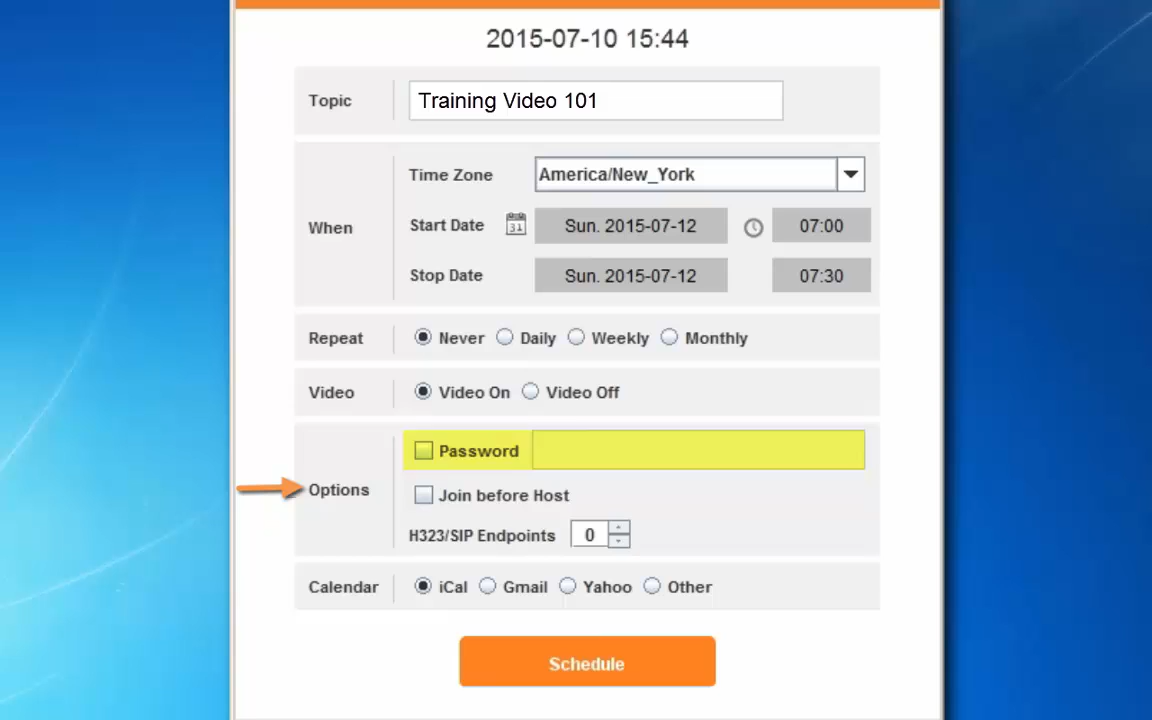 2015-07-10 15:44
Topic Training Video 101
When
Time Zone America/New_York
Start Date 31 Sun. 2015-07-12 07:00
Stop Date Sun. 2015-07-12 07:30
Repeat Never Daily Weekly Monthly
Video Video On Video Off
Options
Password
Join before Host
H323/SIP Endpoints 0
Calendar iCal Gmail Yahoo Other
Schedule